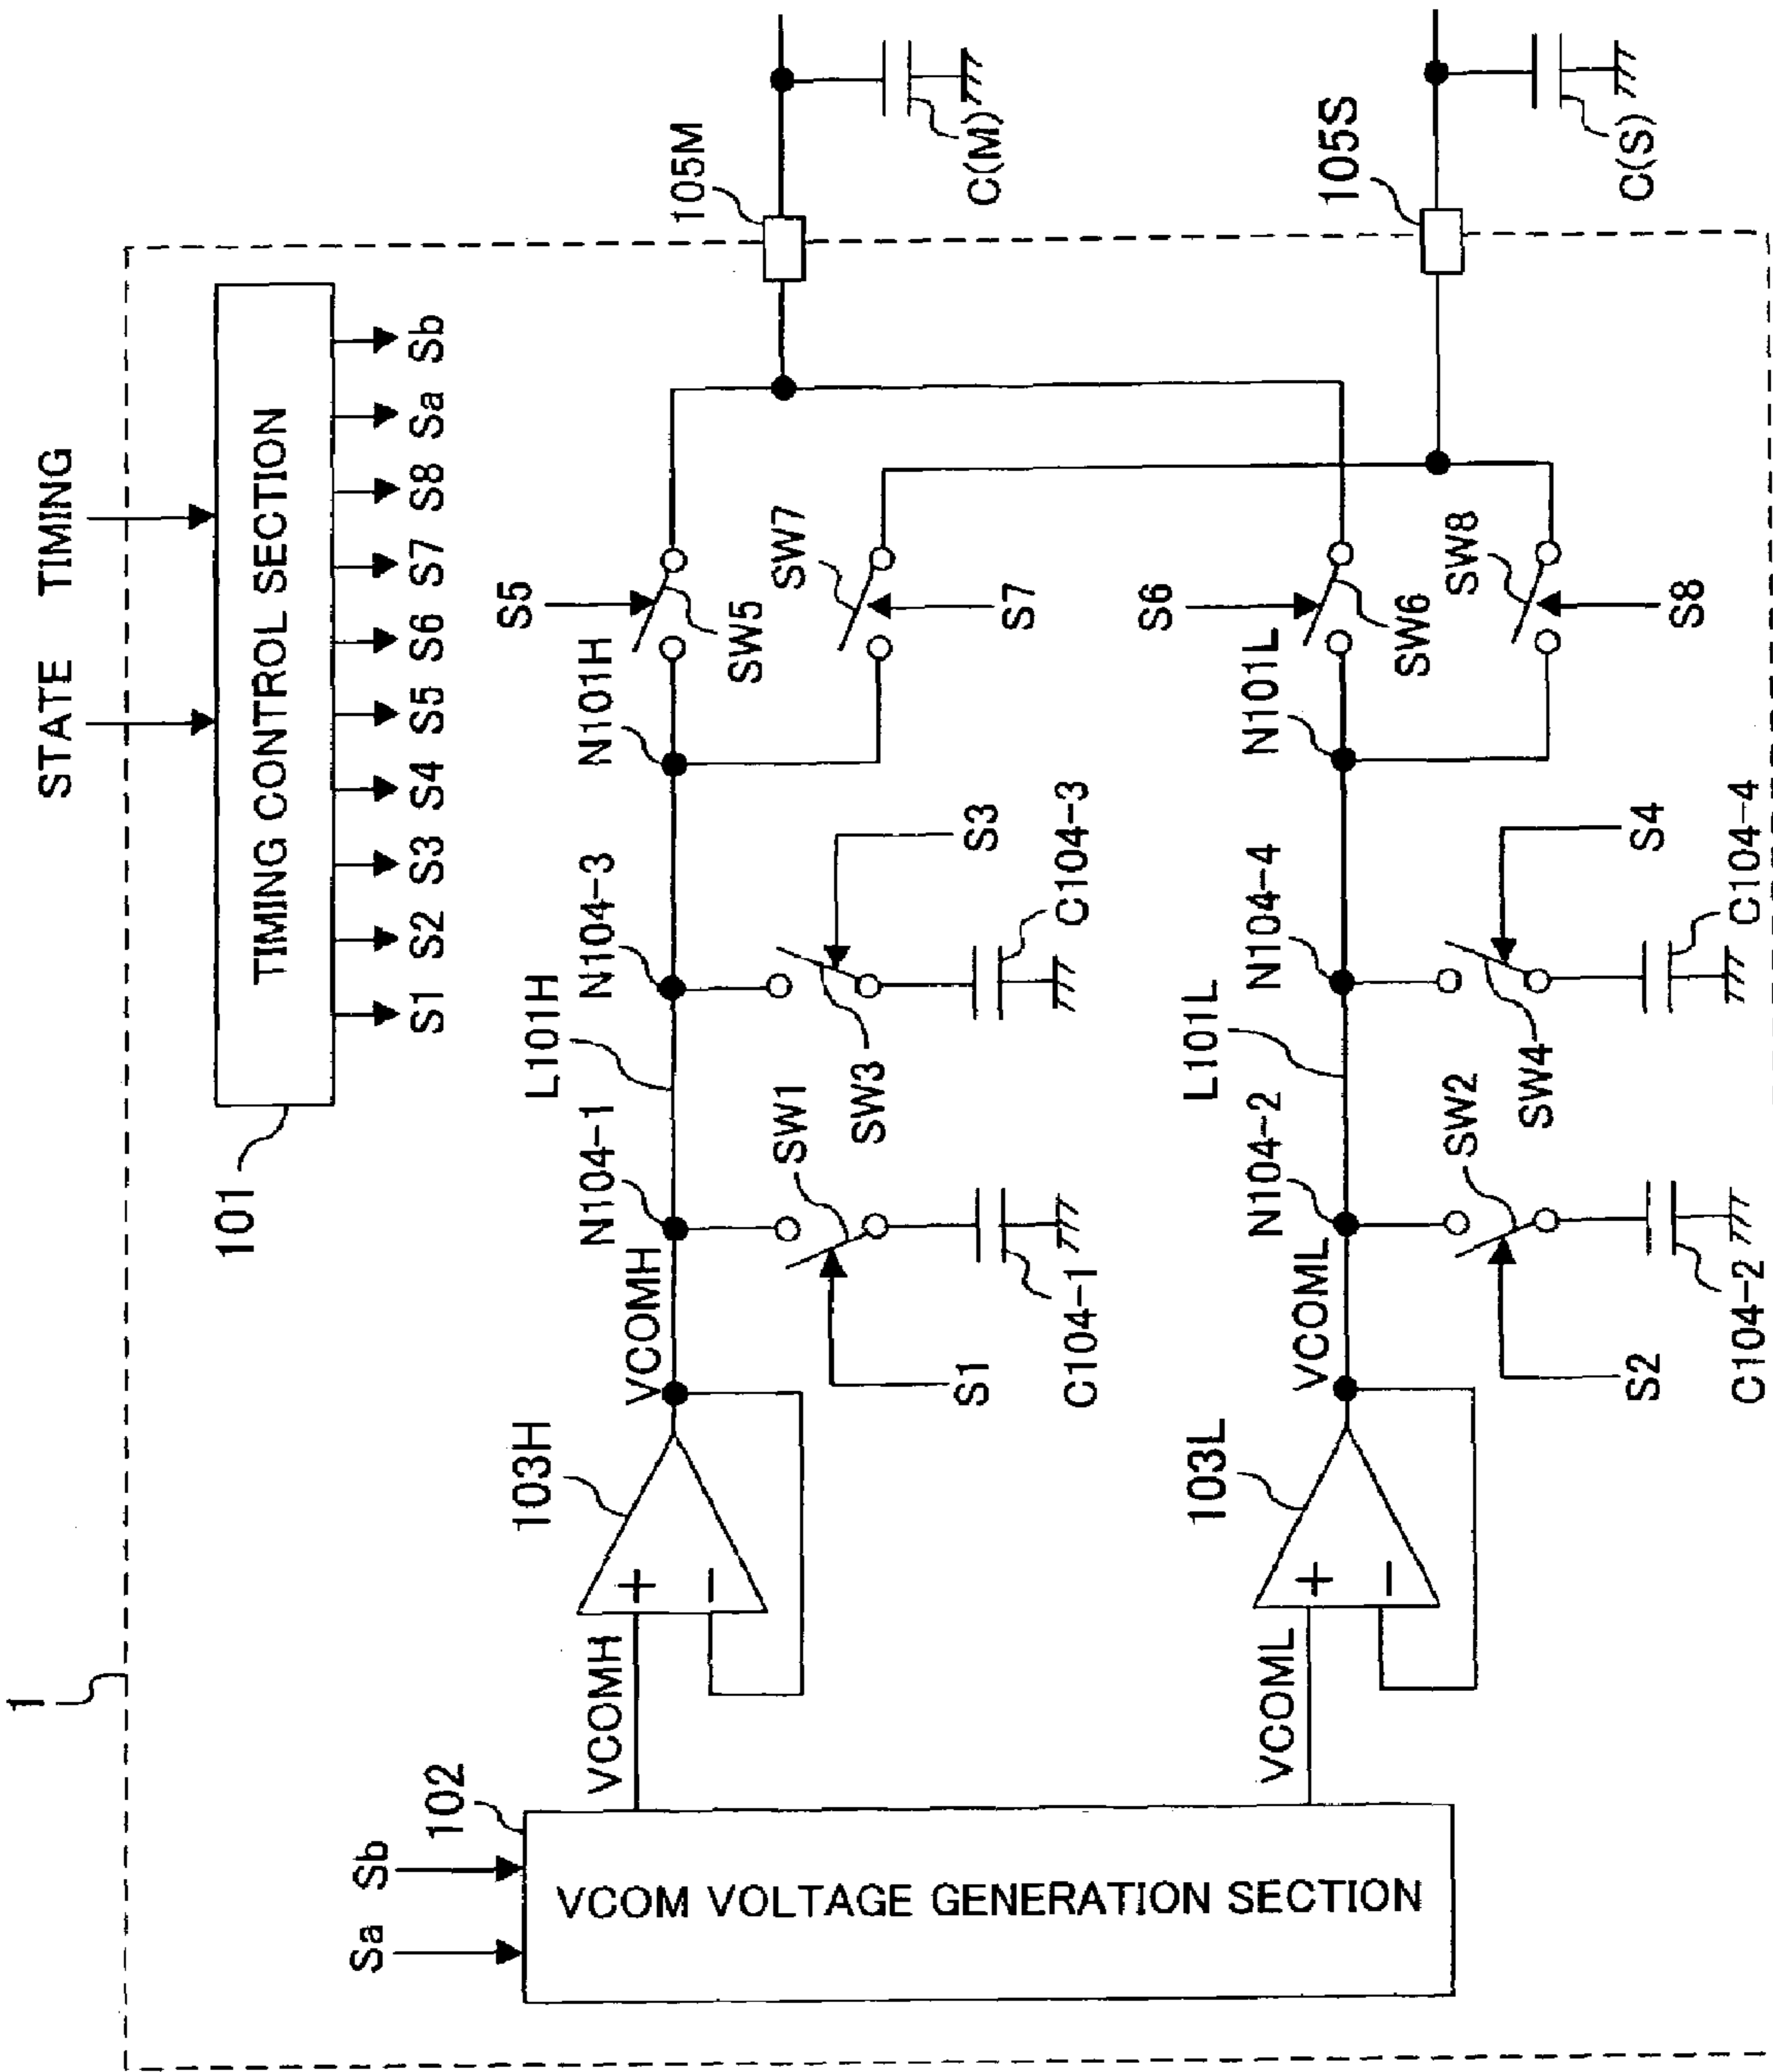 1
STATE TIMING
101
TIMING CONTROL SECTION
S1 S2 S3 S4 S5 S6 S7 S8 Sa Sb
Sa Sb
102
VCOM VOLTAGE GENERATION SECTION
VCOMH
103H
+
−
VCOMH
N104-1
L101H
N104-3
N101H
S5
SW5
SW7
S7
105M
C(M)
SW1
S1
C104-1
SW3
S3
C104-3
VCOML
103L
+
−
VCOML
N104-2
L101L
N104-4
N101L
S6
SW6
SW8
S8
105S
C(S)
SW2
S2
C104-2
SW4
S4
C104-4